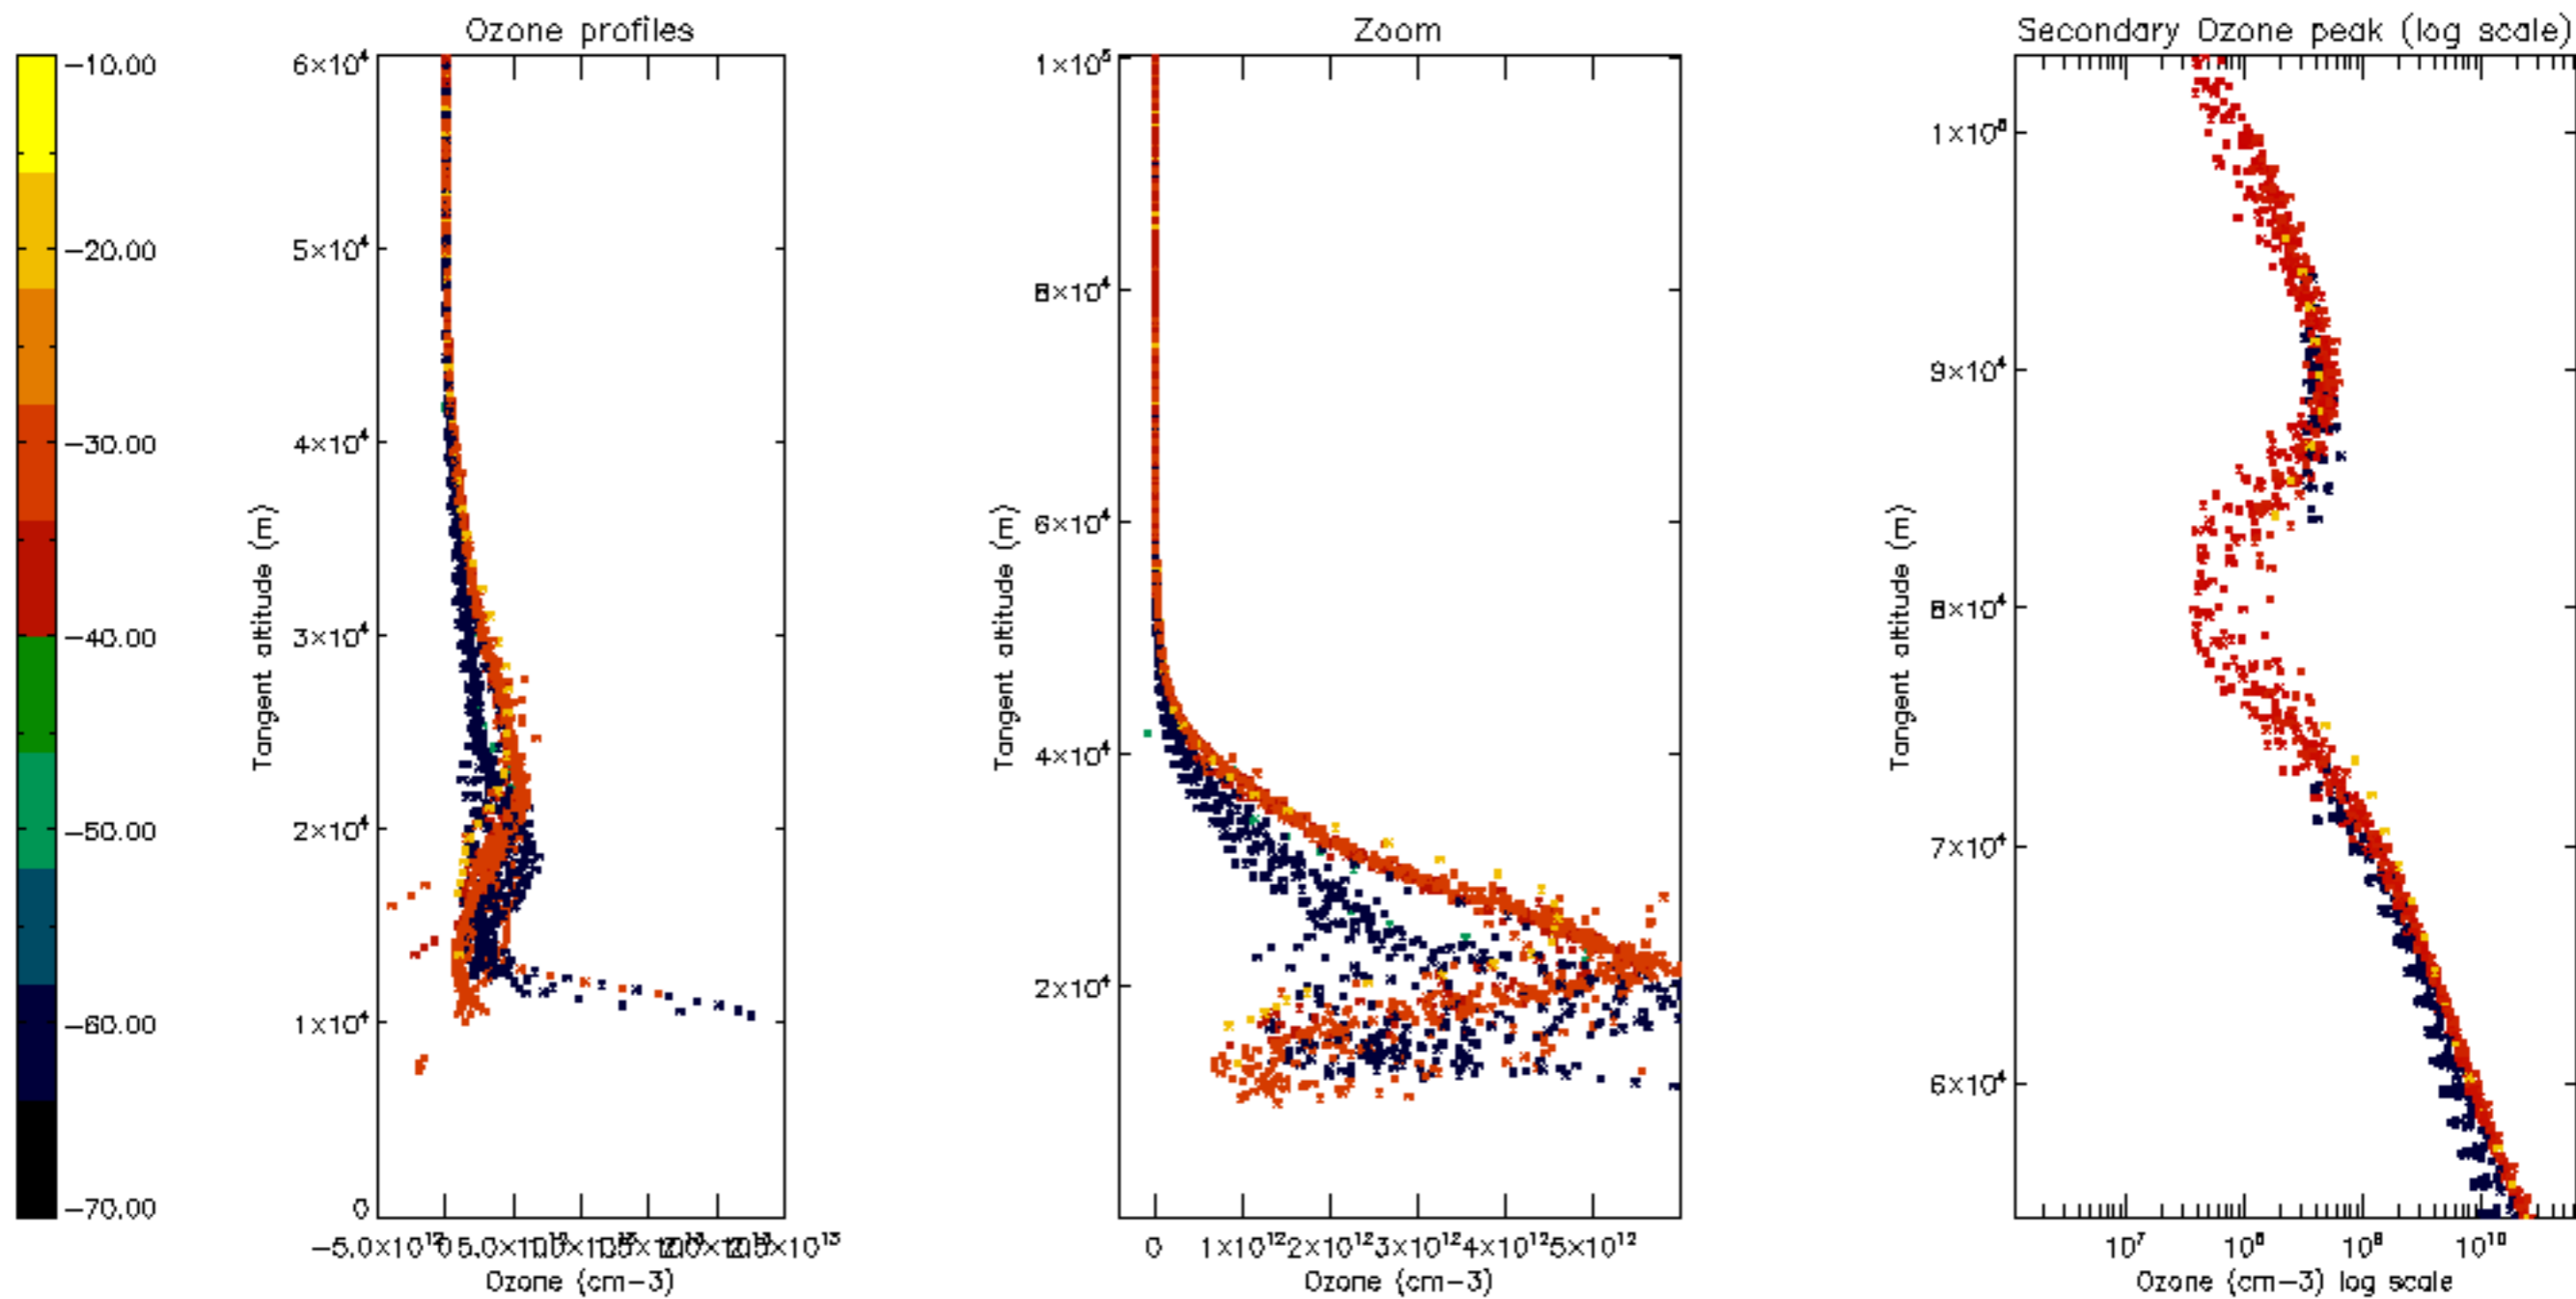 Ozone profiles
Zoom
Secondary Ozone peak (log scale)
-10.00
-20.00
-30.00
-40.00
-50.00
-60.00
-70.00
6×10⁴
5×10⁴
4×10⁴
3×10⁴
2×10⁴
1×10⁴
0
Tangent altitude (m)
-5.0×10¹²
Ozone (cm-3)
1×10⁵
8×10⁴
6×10⁴
4×10⁴
2×10⁴
Tangent altitude (m)
0 1×10¹² 2×10¹² 3×10¹² 4×10¹² 5×10¹²
Ozone (cm-3)
9×10⁴
8×10⁴
7×10⁴
6×10⁴
Tangent altitude (m)
10⁷ 10⁸ 10⁹ 10¹⁰
Ozone (cm-3) log scale